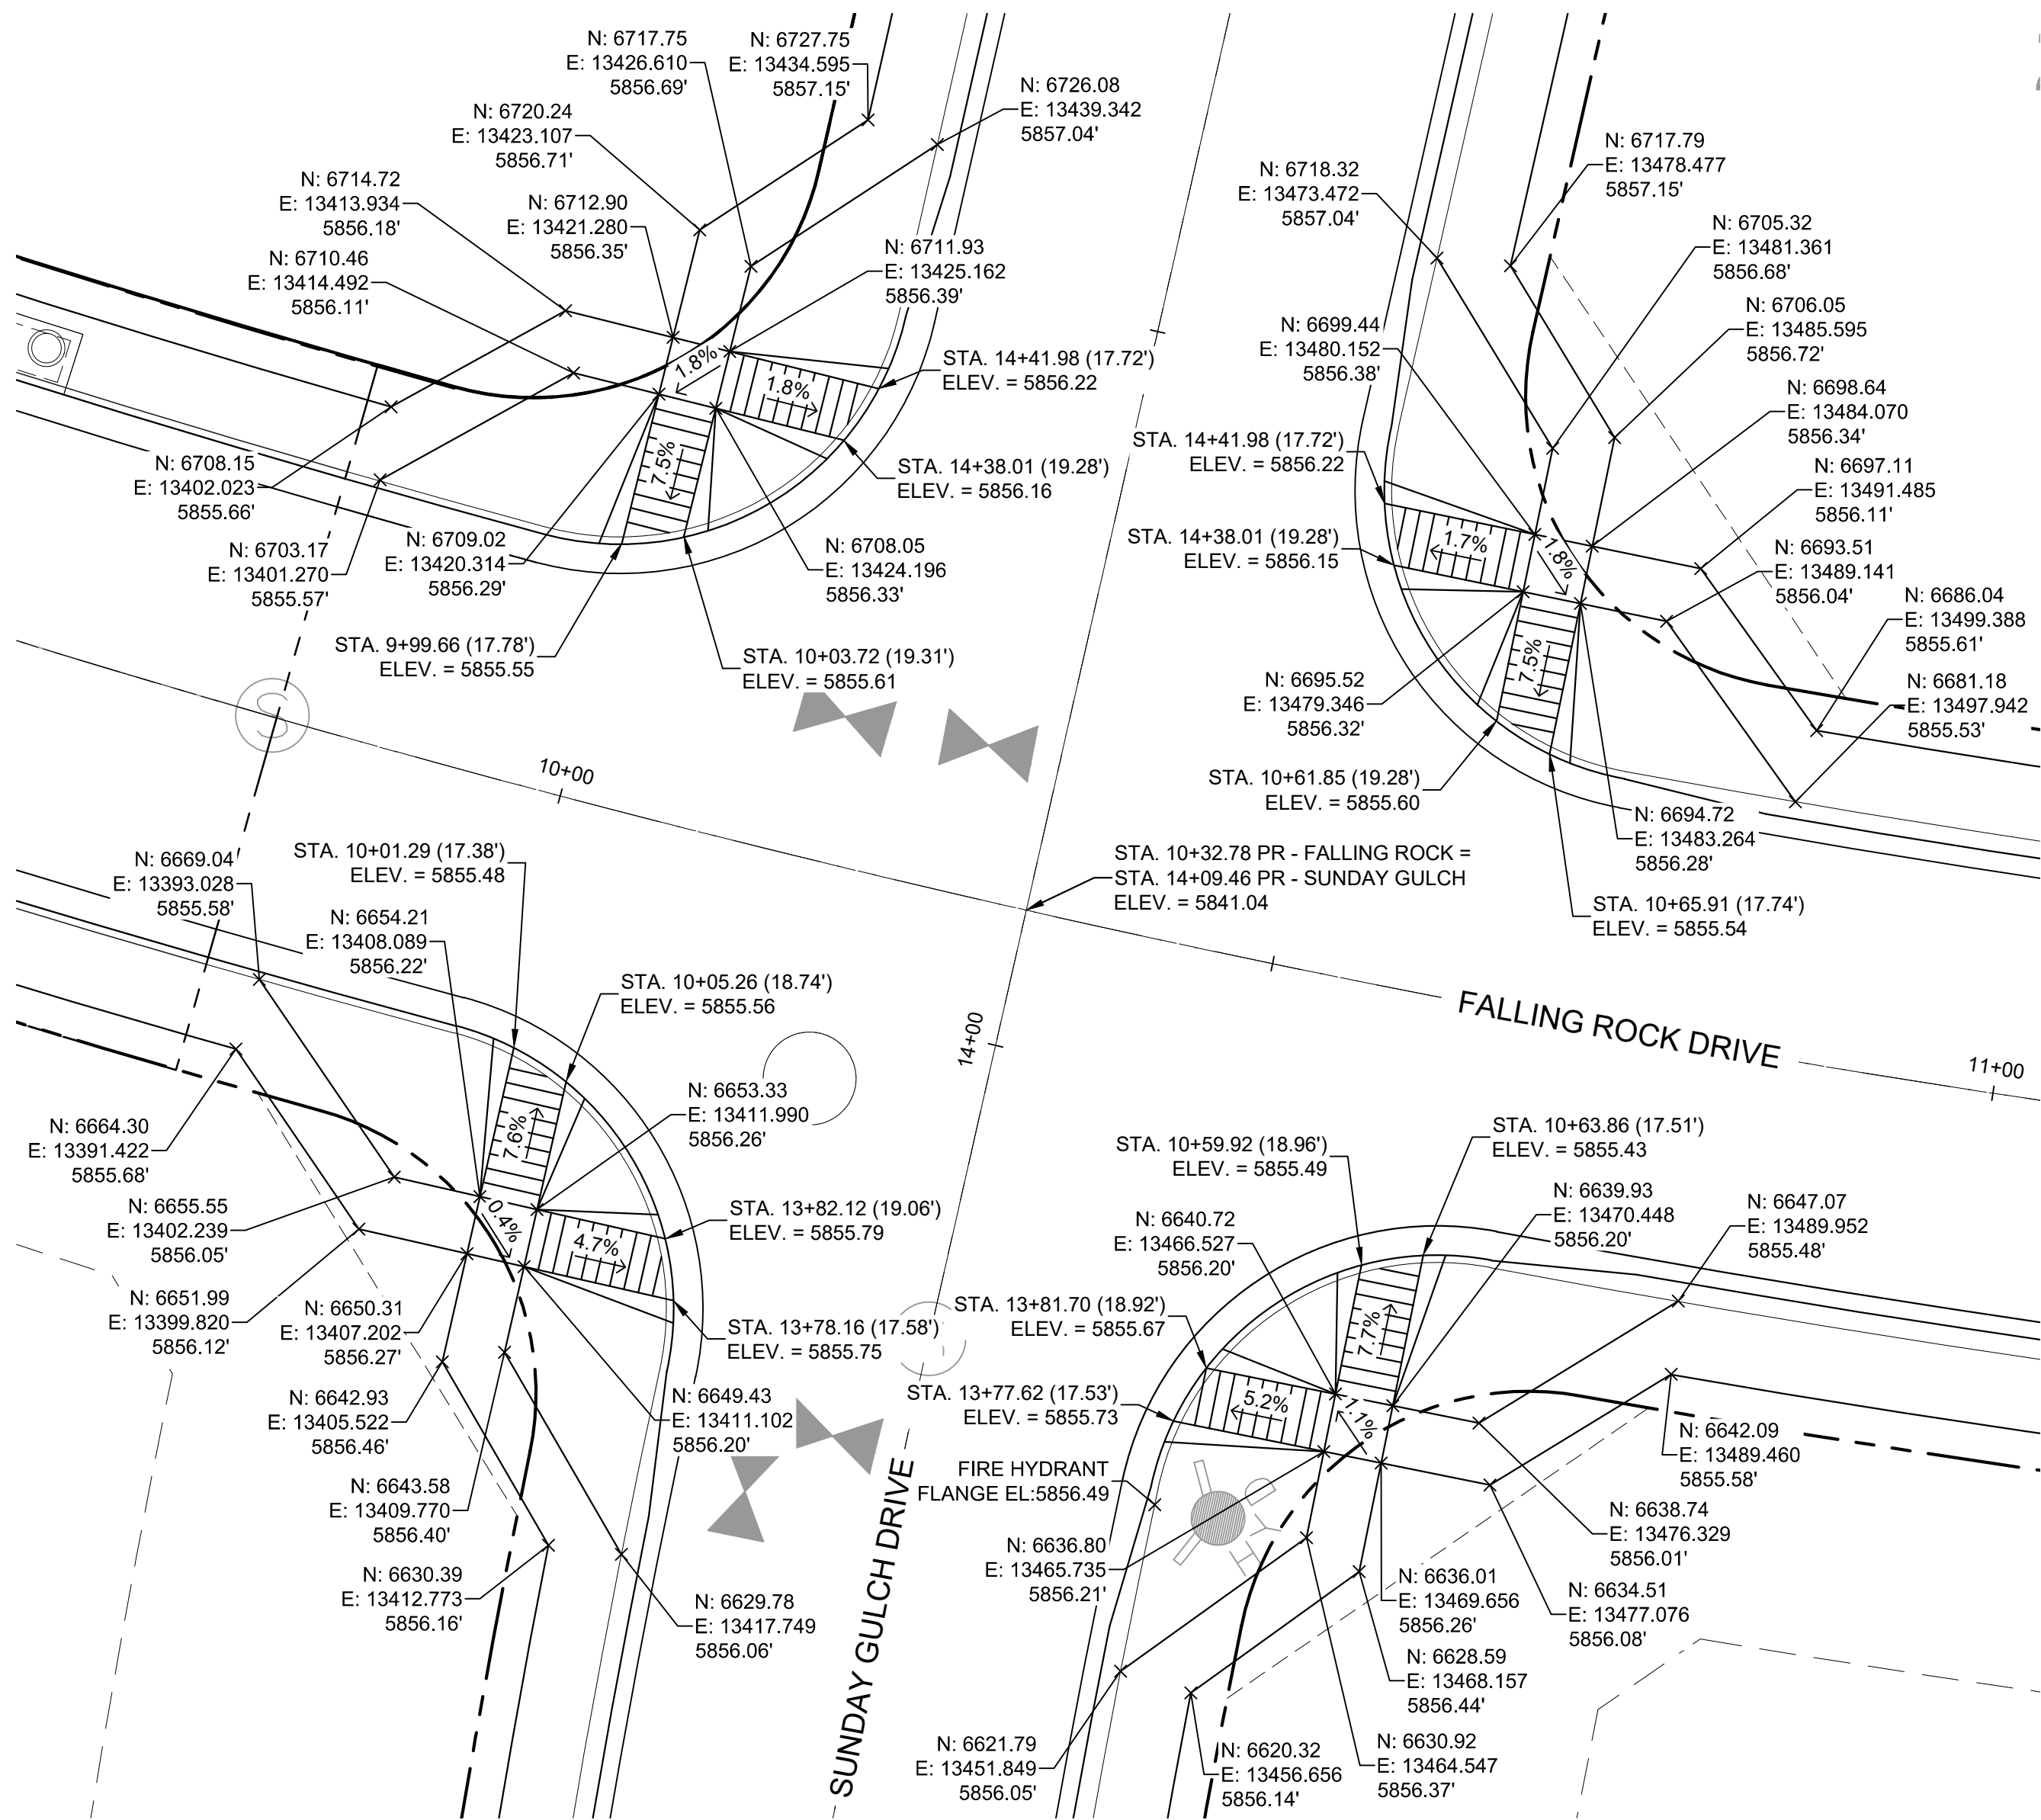 N: 6717.75
E: 13426.610
5856.69'
N: 6727.75
E: 13434.595
5857.15'
N: 6726.08
E: 13439.342
5857.04'
N: 6720.24
E: 13423.107
5856.71'
N: 6714.72
E: 13413.934
5856.18'
N: 6712.90
E: 13421.280
5856.35'
N: 6710.46
E: 13414.492
5856.11'
N: 6711.93
E: 13425.162
5856.39'
1.8%
1.8%
7.5%
STA. 14+41.98 (17.72')
ELEV. = 5856.22
STA. 14+38.01 (19.28')
ELEV. = 5856.16
N: 6708.15
E: 13402.023
5855.66'
N: 6703.17
E: 13401.270
5855.57'
N: 6709.02
E: 13420.314
5856.29'
N: 6708.05
E: 13424.196
5856.33'
STA. 9+99.66 (17.78')
ELEV. = 5855.55
STA. 10+03.72 (19.31')
ELEV. = 5855.61
N: 6717.79
E: 13478.477
5857.15'
N: 6718.32
E: 13473.472
5857.04'
N: 6705.32
E: 13481.361
5856.68'
N: 6706.05
E: 13485.595
5856.72'
N: 6699.44
E: 13480.152
5856.38'
N: 6698.64
E: 13484.070
5856.34'
STA. 14+41.98 (17.72')
ELEV. = 5856.22
N: 6697.11
E: 13491.485
5856.11'
STA. 14+38.01 (19.28')
ELEV. = 5856.15
1.7%
1.8%
7.5%
N: 6693.51
E: 13489.141
5856.04'
N: 6686.04
E: 13499.388
5855.61'
N: 6681.18
E: 13497.942
5855.53'
N: 6695.52
E: 13479.346
5856.32'
STA. 10+61.85 (19.28')
ELEV. = 5855.60
N: 6694.72
E: 13483.264
5856.28'
STA. 10+65.91 (17.74')
ELEV. = 5855.54
S
10+00
STA. 10+32.78 PR - FALLING ROCK =
STA. 14+09.46 PR - SUNDAY GULCH
ELEV. = 5841.04
FALLING ROCK DRIVE
11+00
14+00
N: 6669.04
E: 13393.028
5855.58'
STA. 10+01.29 (17.38')
ELEV. = 5855.48
N: 6654.21
E: 13408.089
5856.22'
STA. 10+05.26 (18.74')
ELEV. = 5855.56
N: 6653.33
E: 13411.990
5856.26'
7.6%
0.4%
4.7%
N: 6664.30
E: 13391.422
5855.68'
N: 6655.55
E: 13402.239
5856.05'
STA. 13+82.12 (19.06')
ELEV. = 5855.79
N: 6651.99
E: 13399.820
5856.12'
N: 6650.31
E: 13407.202
5856.27'
STA. 13+78.16 (17.58')
ELEV. = 5855.75
N: 6642.93
E: 13405.522
5856.46'
N: 6649.43
E: 13411.102
5856.20'
N: 6643.58
E: 13409.770
5856.40'
N: 6630.39
E: 13412.773
5856.16'
N: 6629.78
E: 13417.749
5856.06'
SUNDAY GULCH DRIVE
STA. 10+59.92 (18.96')
ELEV. = 5855.49
STA. 10+63.86 (17.51')
ELEV. = 5855.43
N: 6640.72
E: 13466.527
5856.20'
N: 6639.93
E: 13470.448
5856.20'
N: 6647.07
E: 13489.952
5855.48'
STA. 13+81.70 (18.92')
ELEV. = 5855.67
7.7%
5.2%
1.1%
STA. 13+77.62 (17.53')
ELEV. = 5855.73
FIRE HYDRANT
FLANGE EL:5856.49
HYD
N: 6642.09
E: 13489.460
5855.58'
N: 6638.74
E: 13476.329
5856.01'
N: 6636.80
E: 13465.735
5856.21'
N: 6636.01
E: 13469.656
5856.26'
N: 6634.51
E: 13477.076
5856.08'
N: 6628.59
E: 13468.157
5856.44'
N: 6621.79
E: 13451.849
5856.05'
N: 6620.32
E: 13456.656
5856.14'
N: 6630.92
E: 13464.547
5856.37'